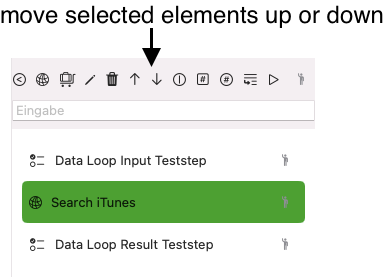 move selected elements up or down
Eingabe
Data Loop Input Teststep
Search iTunes
Data Loop Result Teststep